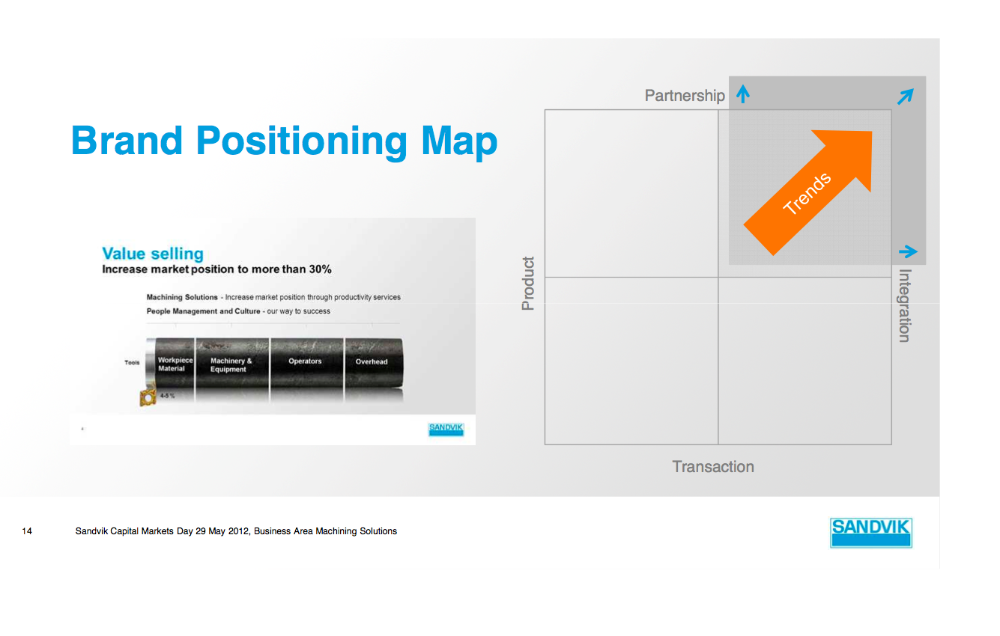 Partnership
Brand Positioning Map
Trends
Value selling
Increase market position to more than 30%
Machining Solutions - Increase market position through productivity services
People Management and Culture - our way to success
Product
Integration
Tools
Workpiece
Material
Machinery &
Equipment
Operators
Overhead
4-5 %
SANDVIK
Transaction
14
Sandvik Capital Markets Day 29 May 2012, Business Area Machining Solutions
SANDVIK